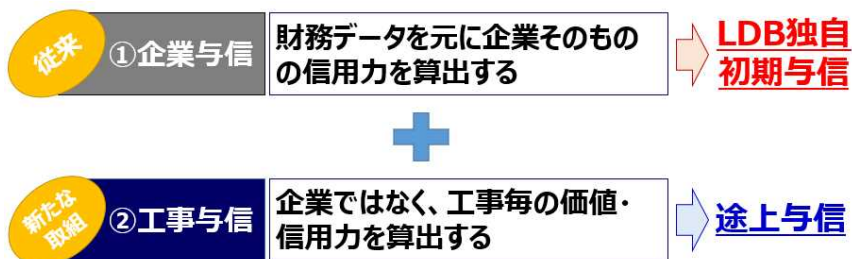 従来
①企業与信
財務データを元に企業そのもの
の信用力を算出する
LDB独自
初期与信
新たな
取組
②工事与信
企業ではなく、工事毎の価値・
信用力を算出する
途上与信